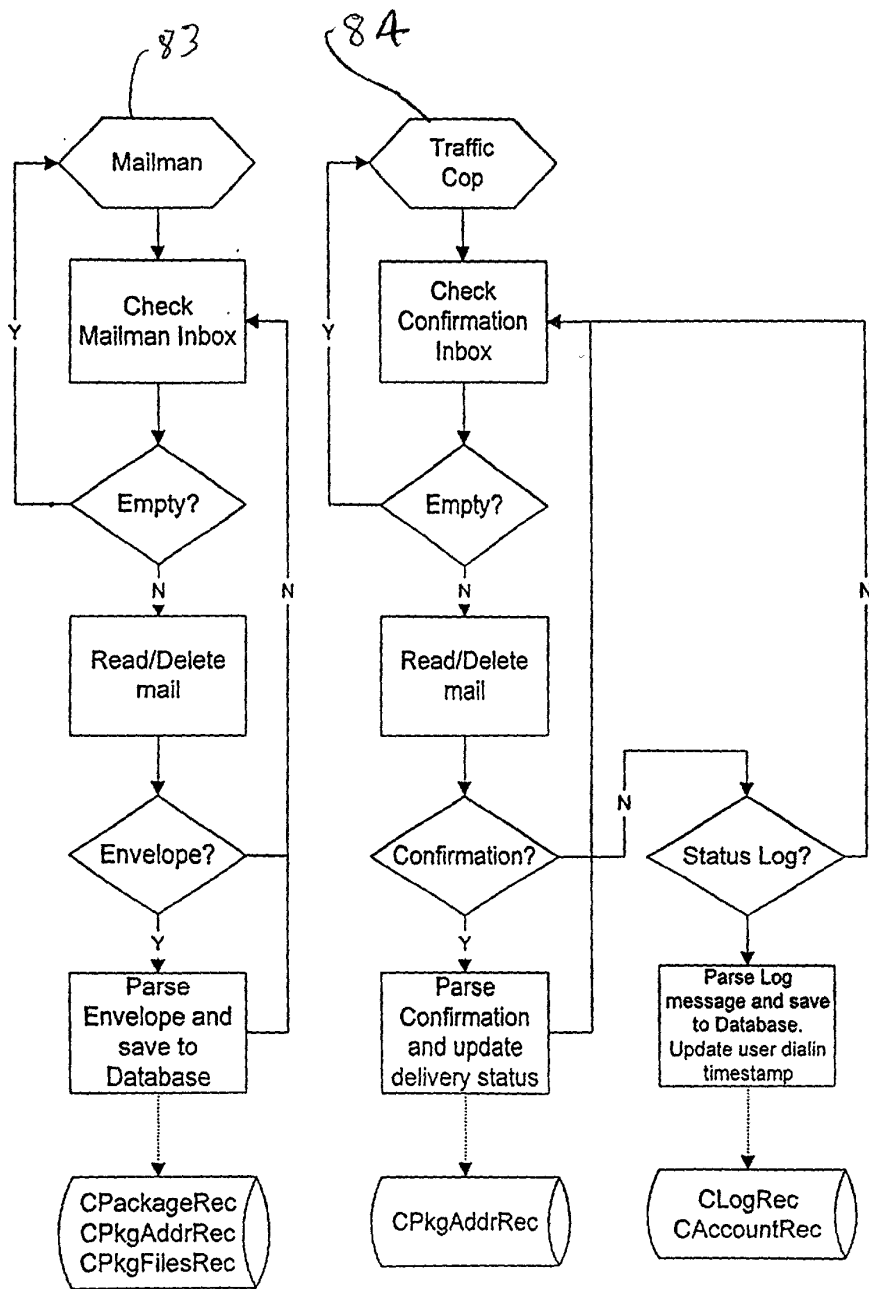 83
84
Mailman
Traffic
Cop
Check
Mailman Inbox
Check
Confirmation
Inbox
Y
Y
Empty?
Empty?
N
N
N
N
Read/Delete
mail
Read/Delete
mail
N
Envelope?
Confirmation?
Status Log?
Y
Y
Parse
Envelope and
save to
Database
Parse
Confirmation
and update
delivery status
Parse Log
message and save
to Database.
Update user dialin
timestamp
CPackageRec
CPkgAddrRec
CPkgFilesRec
CPkgAddrRec
CLogRec
CAccountRec